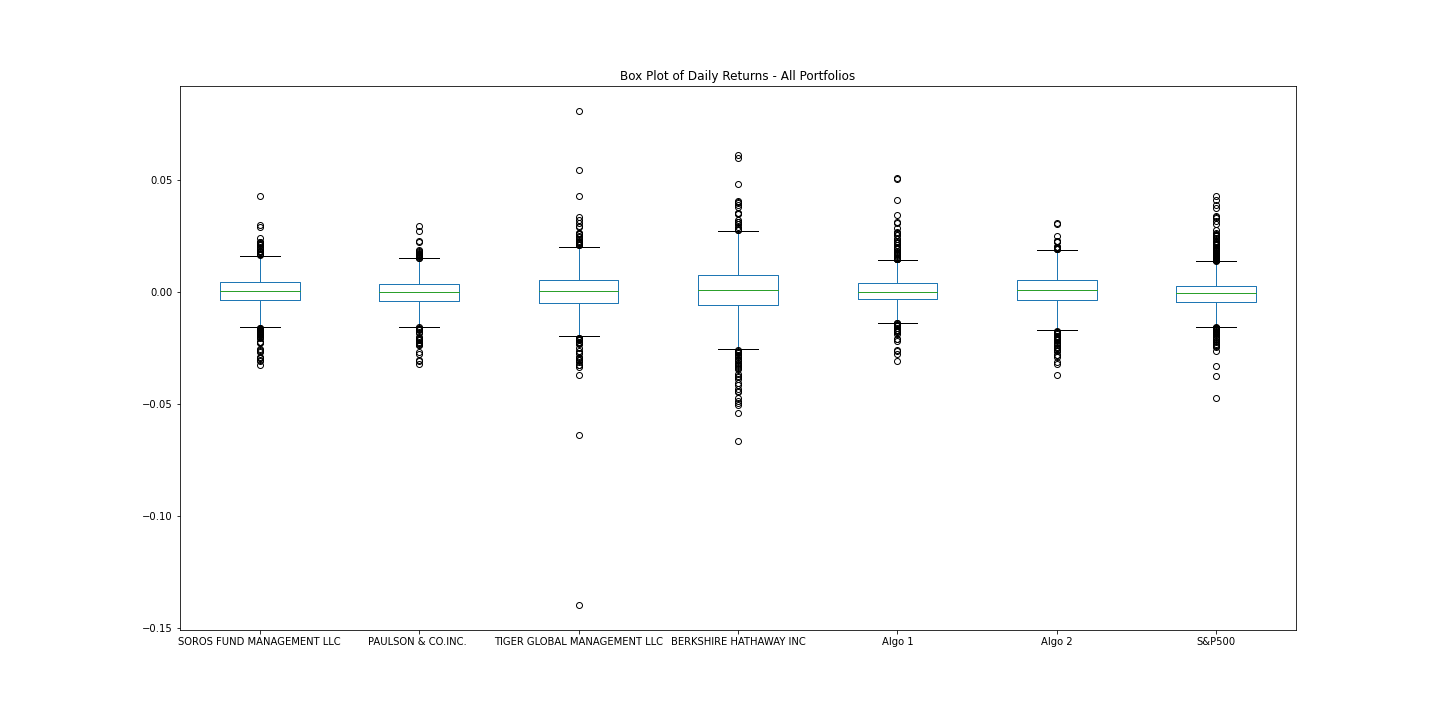 Box Plot of Daily Returns - All Portfolios
0.05
0.00
−0.05
−0.10
−0.15
SOROS FUND MANAGEMENT LLC PAULSON & CO.INC. TIGER GLOBAL MANAGEMENT LLC BERKSHIRE HATHAWAY INC Algo 1 Algo 2 S&P500